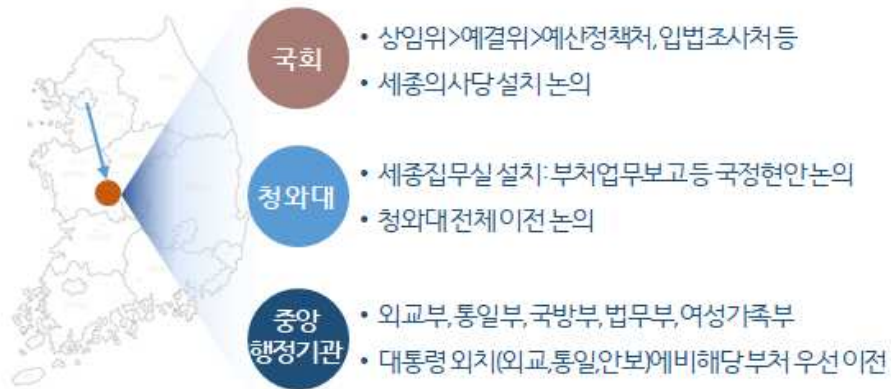 국회
• 상임위>예결위>예산정책처, 입법조사처 등
• 세종의사당 설치 논의
청와대
• 세종집무실 설치: 부처업무보고 등 국정현안 논의
• 청와대 전체 이전 논의
중앙
행정기관
• 외교부, 통일부, 국방부, 법무부, 여성가족부
• 대통령 외치(외교,통일,안보)에 비해당 부처 우선 이전